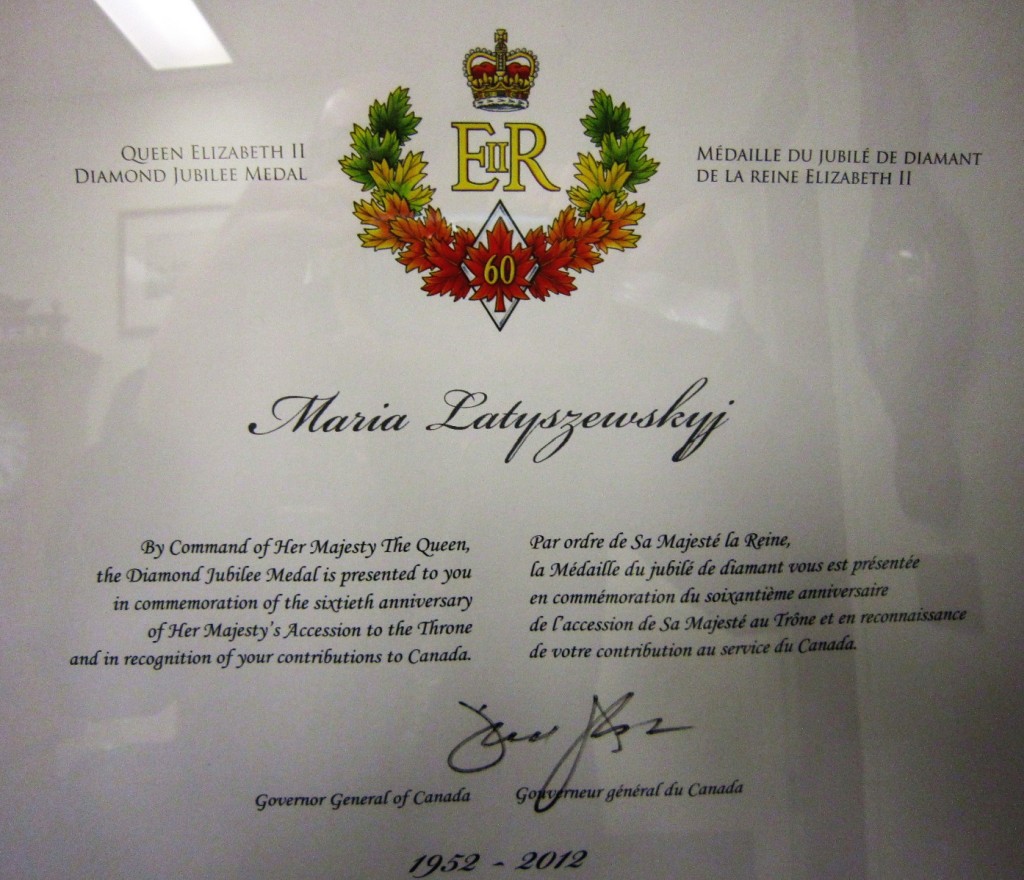 QUEEN ELIZABETH II
DIAMOND JUBILEE MEDAL
EIIR
60
MÉDAILLE DU JUBILÉ DE DIAMANT
DE LA REINE ELIZABETH II
Maria Latyszewskyj
By Command of Her Majesty The Queen,
the Diamond Jubilee Medal is presented to you
in commemoration of the sixtieth anniversary
of Her Majesty's Accession to the Throne
and in recognition of your contributions to Canada.
Par ordre de Sa Majesté la Reine,
la Médaille du jubilé de diamant vous est présentée
en commémoration du soixantième anniversaire
de l'accession de Sa Majesté au Trône et en reconnaissance
de votre contribution au service du Canada.
Governor General of Canada
Gouverneur général du Canada
1952 - 2012